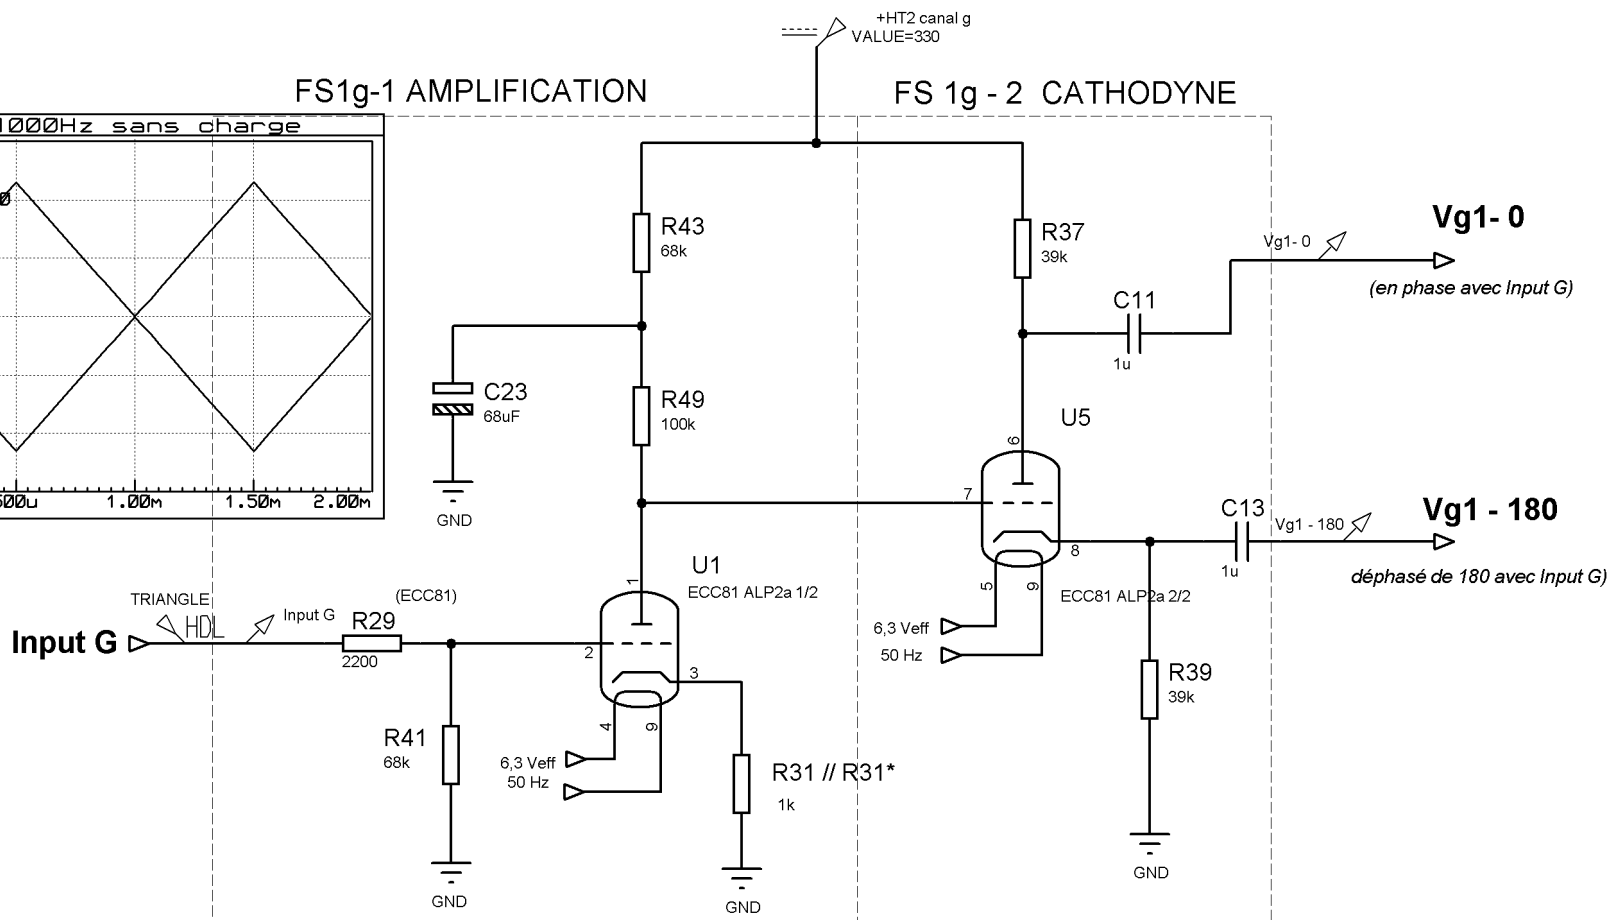 +HT2 canal g
VALUE=330
FS1g-1 AMPLIFICATION
FS 1g - 2 CATHODYNE
1000Hz sans charge
Vg1- 0
R43
68k
R37
39k
Vg1- 0
(en phase avec Input G)
C11
1u
C23
68uF
R49
100k
U5
6
500u
1.00m
1.50m
2.00m
GND
7
C13
1u
Vg1 - 180
Vg1 - 180
8
déphasé de 180 avec Input G)
U1
ECC81 ALP2a 1/2
1
5
9
ECC81 ALP2a 2/2
TRIANGLE
HDL
Input G
(ECC81)
Input G
R29
2200
2
6,3 Veff
50 Hz
3
R39
39k
R41
68k
4
9
6,3 Veff
50 Hz
R31 // R31*
1k
GND
GND
GND